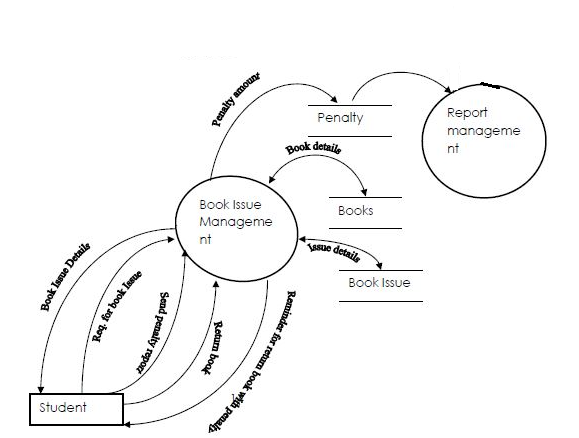 Penalty amount
Penalty
Report
manageme
nt
Book details
Book Issue
Manageme
nt
Books
Issue details
Book Issue
Book Issue Details
Req. for book Issue
Send penalty report
Return book
Reminder for return book with penalty
Student